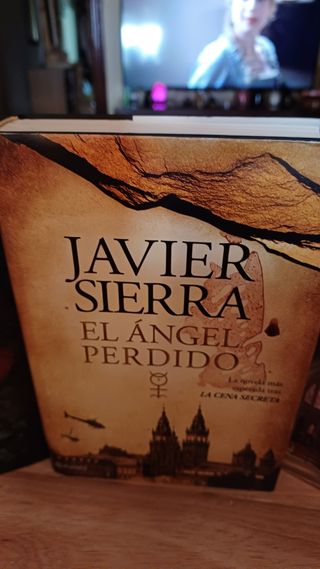 JAVIER
SIERRA
EL ÁNGEL
PERDIDO
La novela más
esperada tras
LA CENA SECRETA